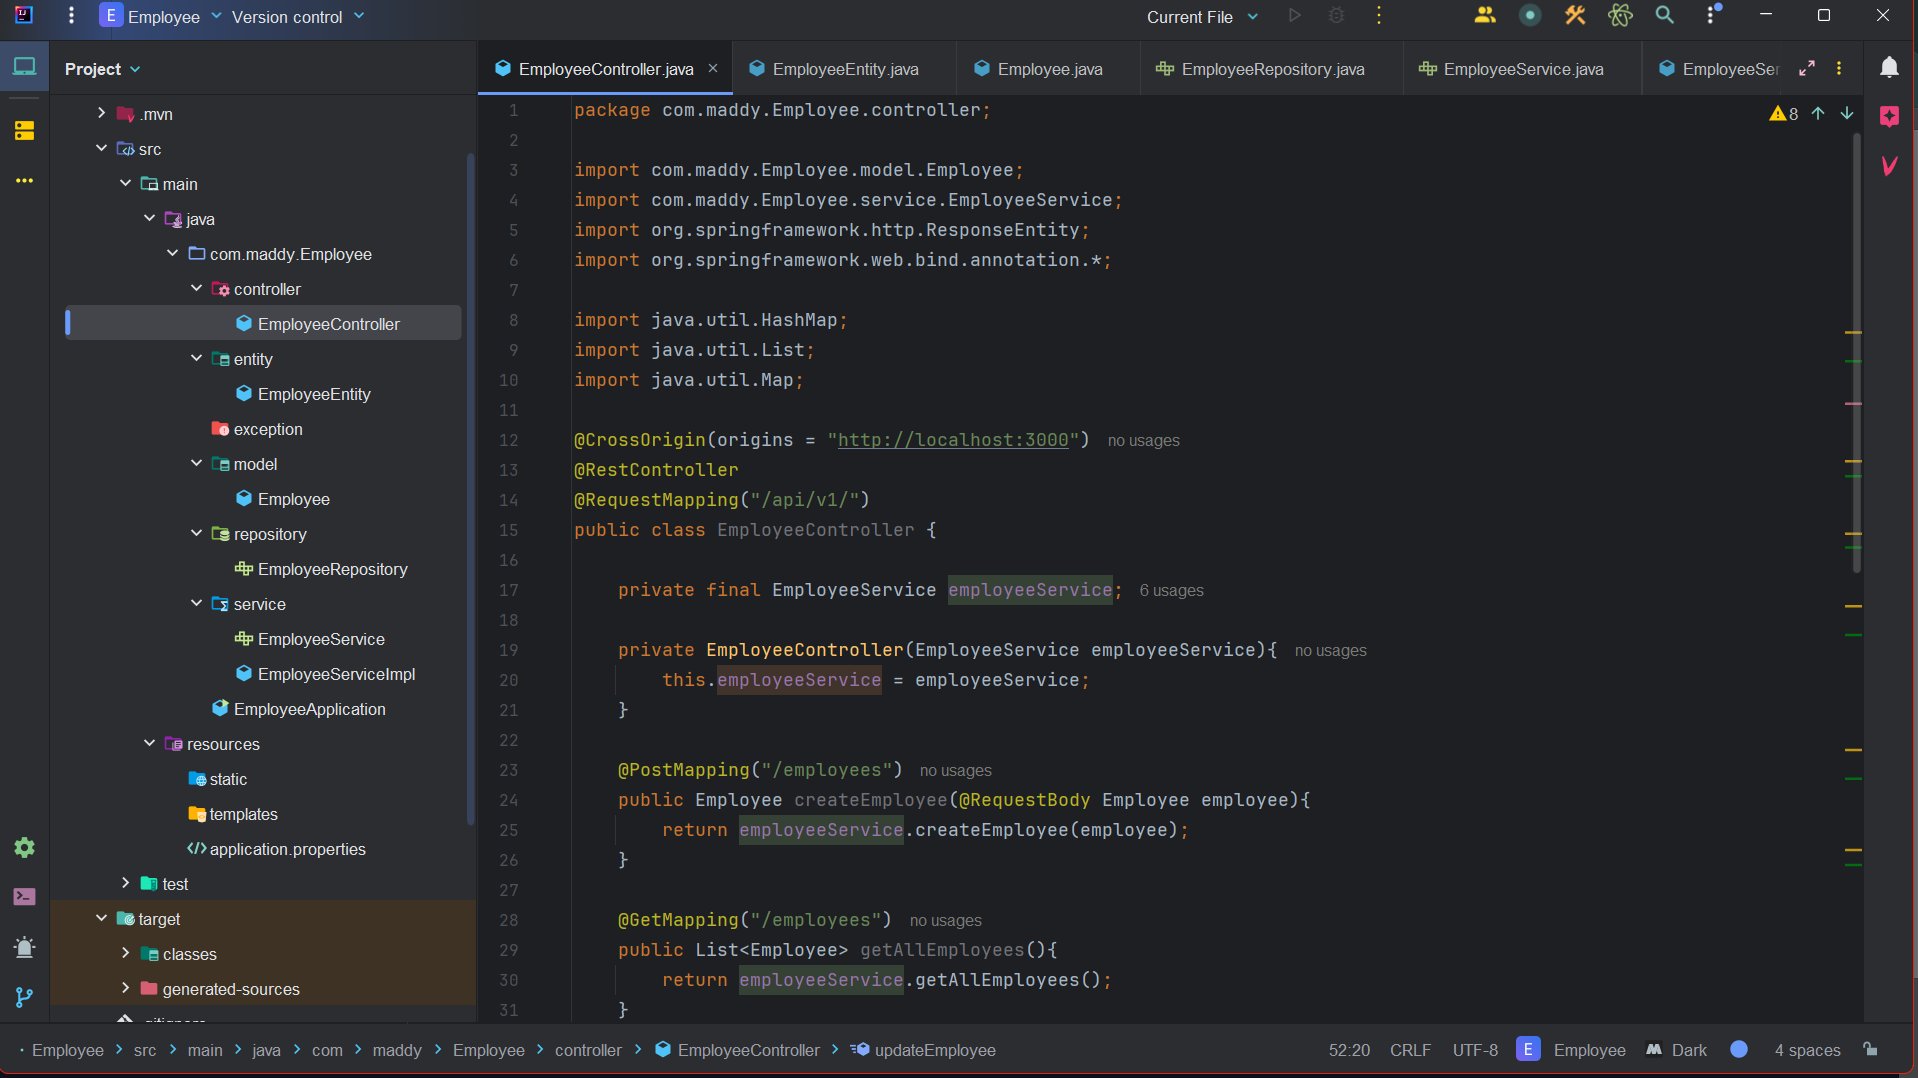 E Employee Version control Current File
Project
EmployeeController.java EmployeeEntity.java Employee.java EmployeeRepository.java EmployeeService.java EmployeeSer
.mvn
src
main
java
com.maddy.Employee
controller
EmployeeController
entity
EmployeeEntity
exception
model
Employee
repository
EmployeeRepository
service
EmployeeService
EmployeeServiceImpl
EmployeeApplication
resources
static
templates
application.properties
test
target
classes
generated-sources
.gitignore
8
1 package com.maddy.Employee.controller;
2
3 import com.maddy.Employee.model.Employee;
4 import com.maddy.Employee.service.EmployeeService;
5 import org.springframework.http.ResponseEntity;
6 import org.springframework.web.bind.annotation.*;
7
8 import java.util.HashMap;
9 import java.util.List;
10 import java.util.Map;
11
12 @CrossOrigin(origins = "http://localhost:3000") no usages
13 @RestController
14 @RequestMapping("/api/v1/")
15 public class EmployeeController {
16
17 private final EmployeeService employeeService; 6 usages
18
19 private EmployeeController(EmployeeService employeeService){ no usages
20 this.employeeService = employeeService;
21 }
22
23 @PostMapping("/employees") no usages
24 public Employee createEmployee(@RequestBody Employee employee){
25 return employeeService.createEmployee(employee);
26 }
27
28 @GetMapping("/employees") no usages
29 public List<Employee> getAllEmployees(){
30 return employeeService.getAllEmployees();
31 }
Employee > src > main > java > com > maddy > Employee > controller > EmployeeController > updateEmployee 52:20 CRLF UTF-8 E Employee Dark 4 spaces